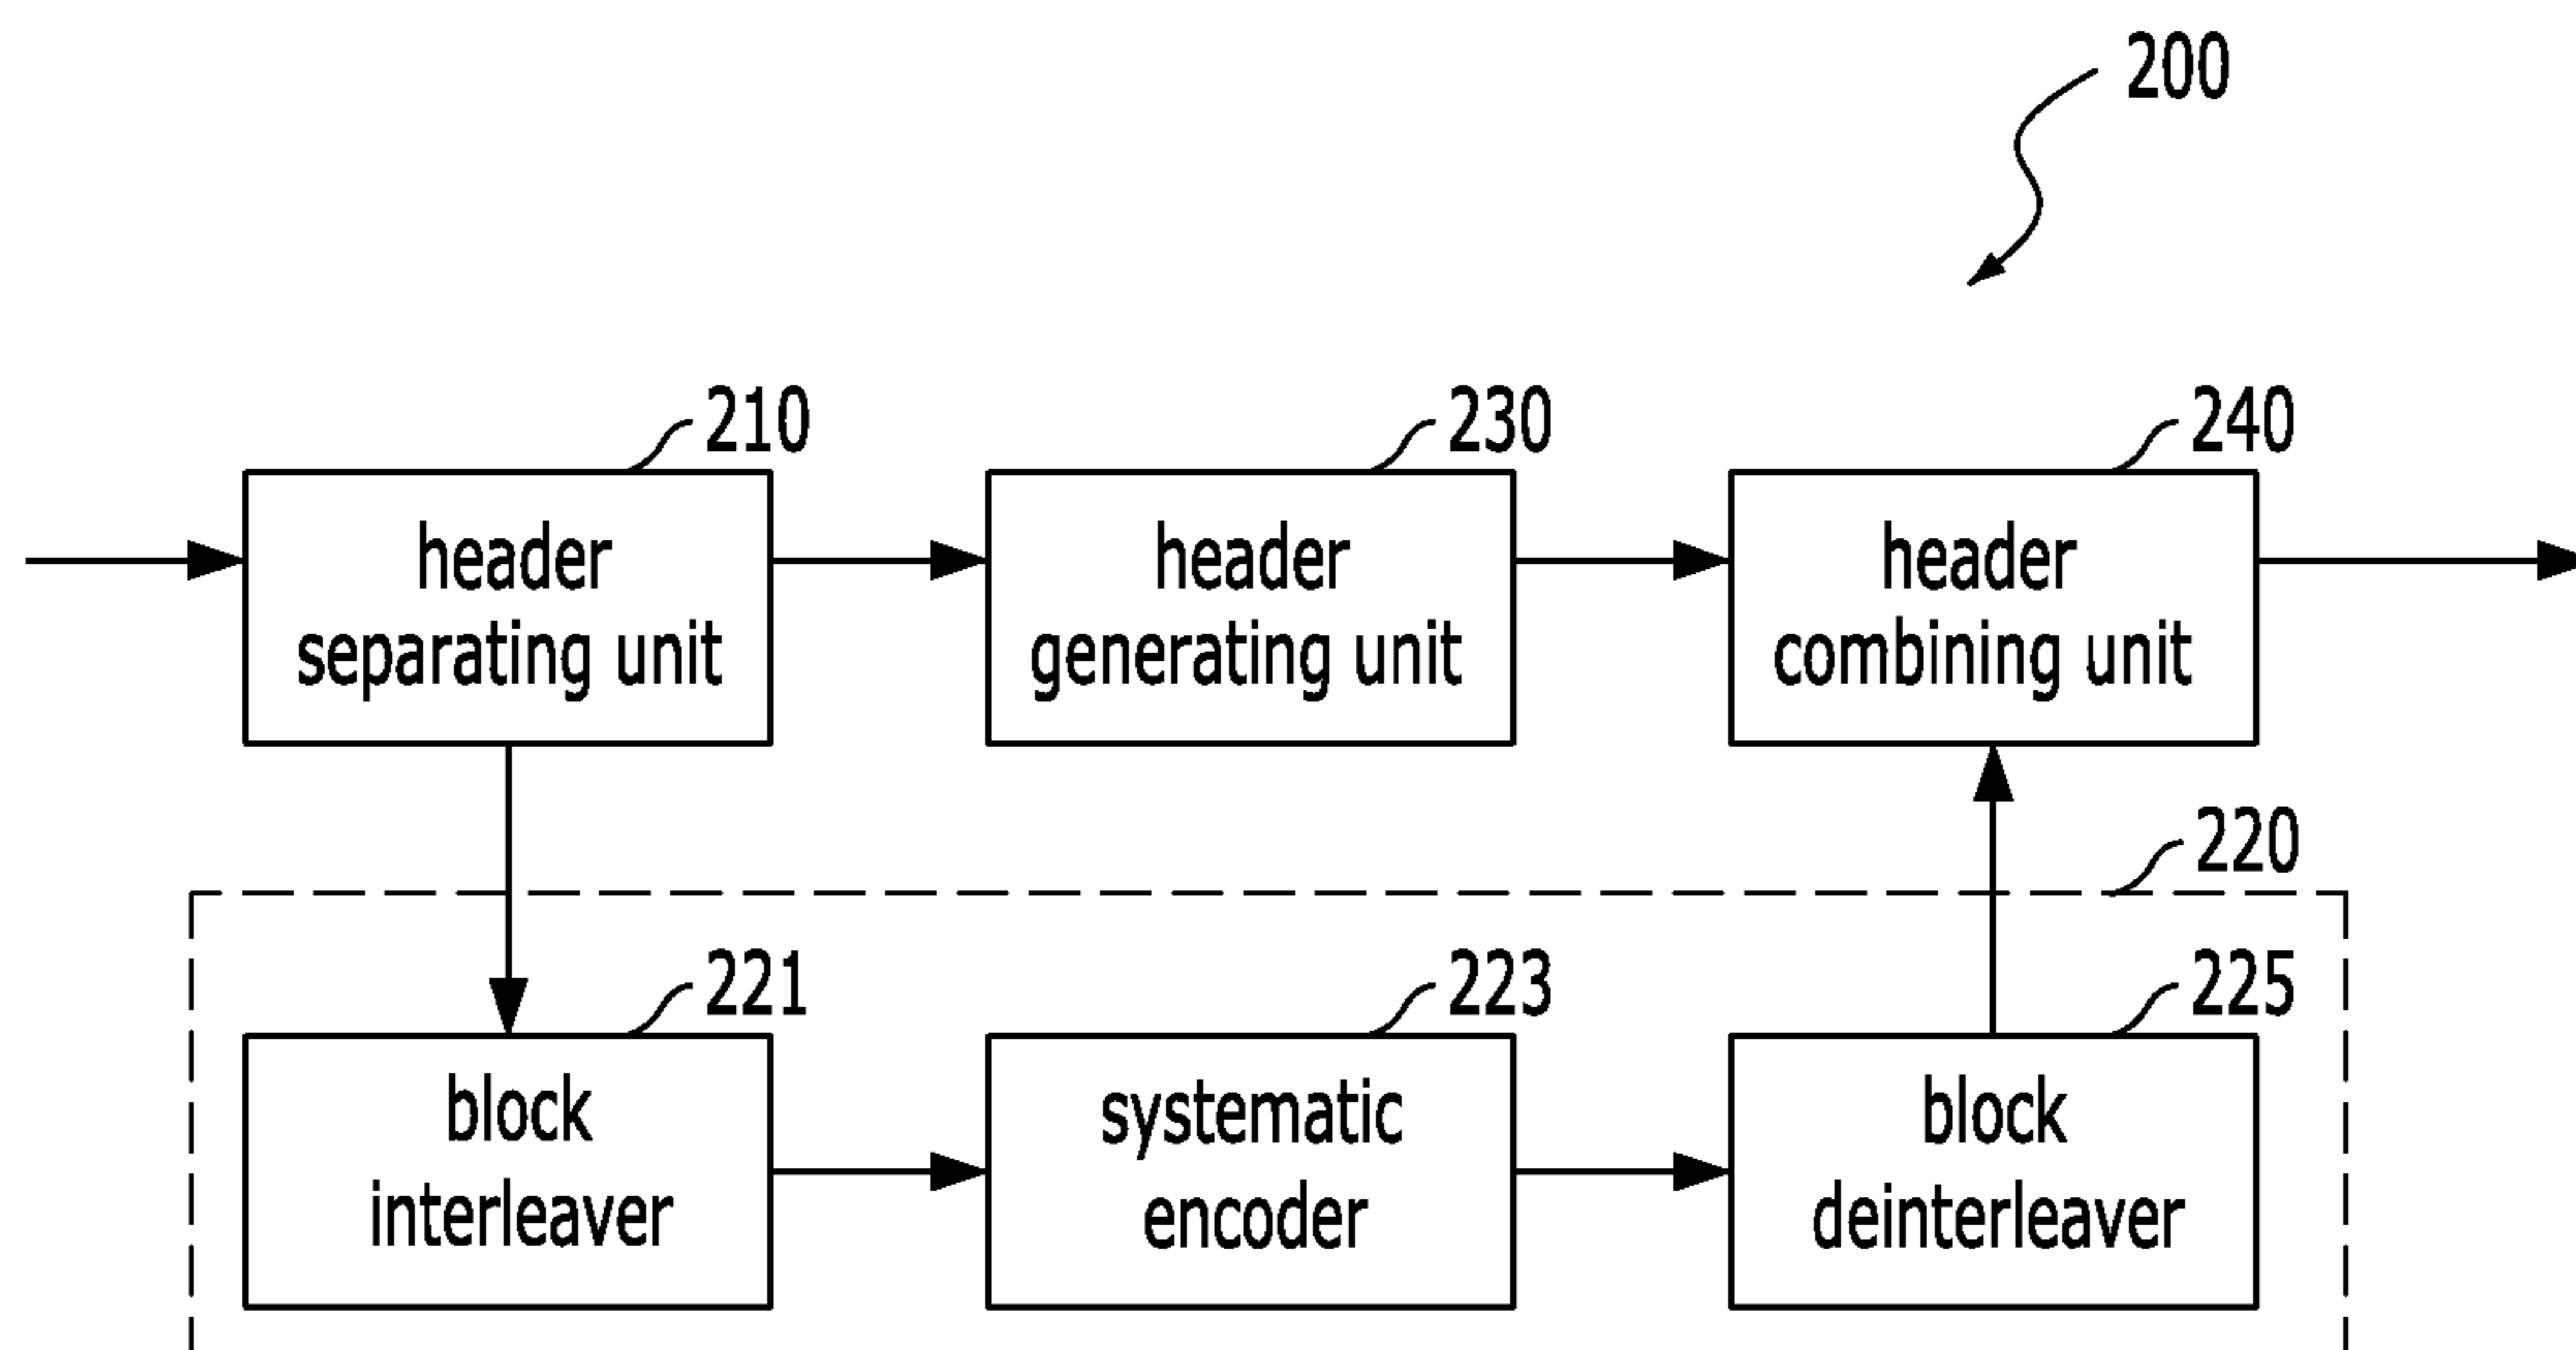 200
210
230
240
header
separating unit
header
generating unit
header
combining unit
220
221
223
225
block
interleaver
systematic
encoder
block
deinterleaver